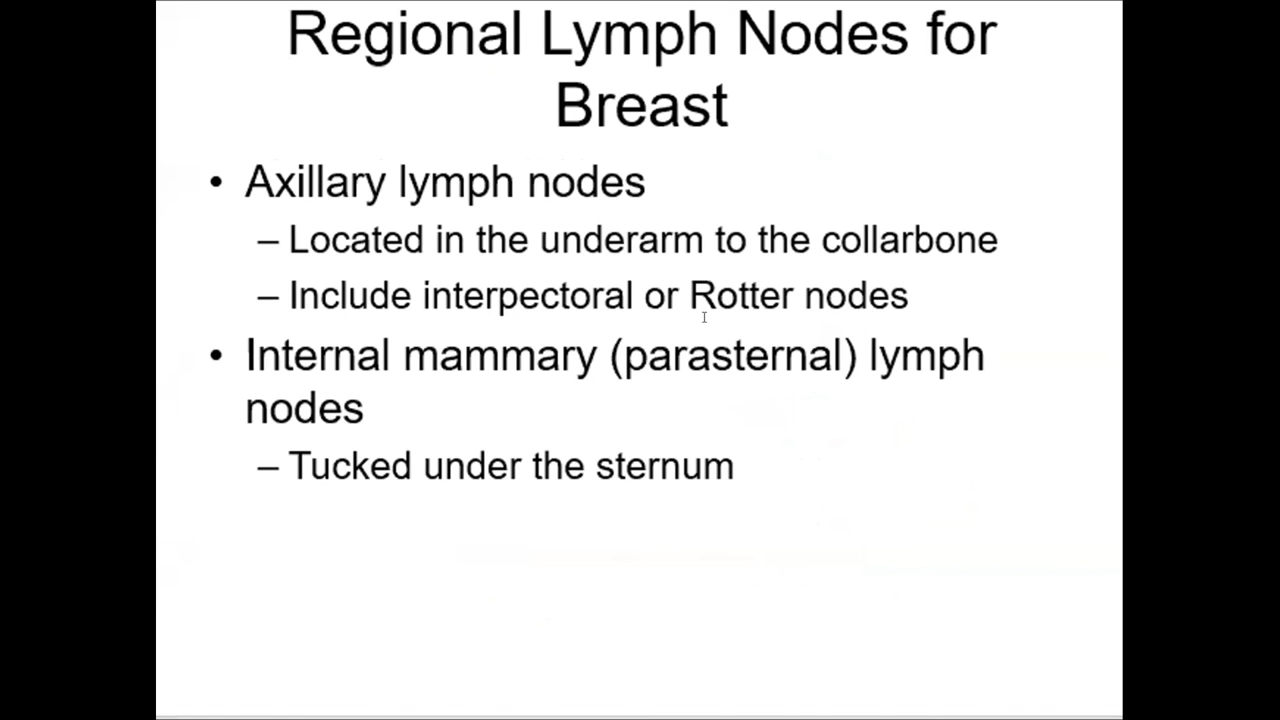 Regional Lymph Nodes for
Breast
• Axillary lymph nodes
– Located in the underarm to the collarbone
– Include interpectoral or Rotter nodes
• Internal mammary (parasternal) lymph
nodes
– Tucked under the sternum